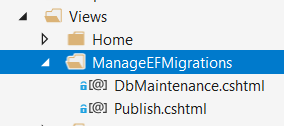 Views
Home
ManageEFMigrations
[@] DbMaintenance.cshtml
[@] Publish.cshtml